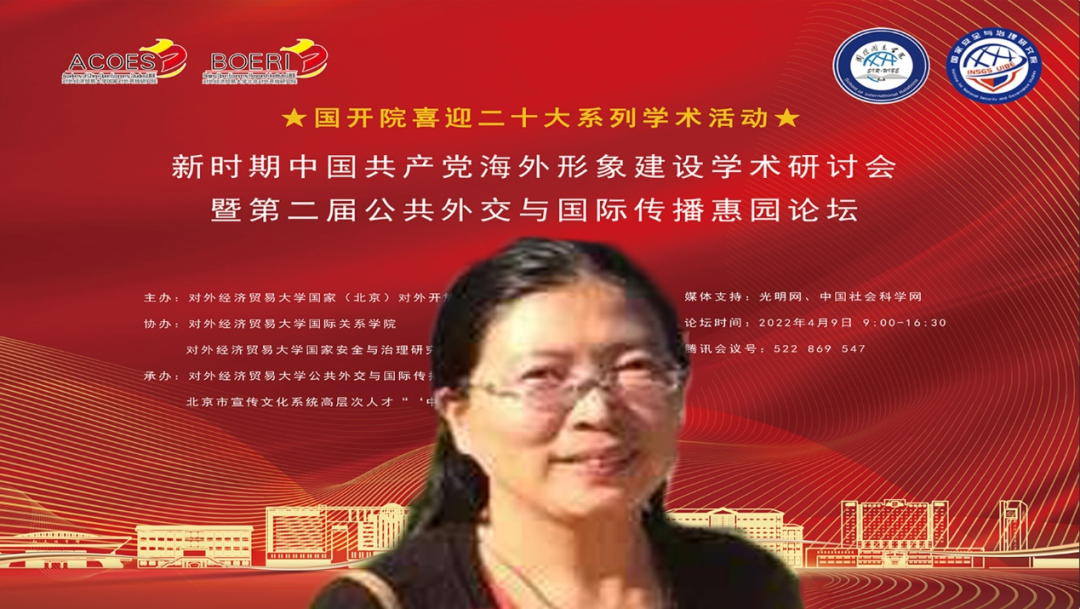 ACOES
BOERI
INSGS UIBE
★国开院喜迎二十大系列学术活动★
新时期中国共产党海外形象建设学术研讨会
暨第二届公共外交与国际传播惠园论坛
主办：对外经济贸易大学国家（北京）对外开
协办：对外经济贸易大学国际关系学院
对外经济贸易大学国家安全与治理研究
承办：对外经济贸易大学公共外交与国际传
北京市宣传文化系统高层次人才“‘中
媒体支持：光明网、中国社会科学网
论坛时间：2022年4月9日 9:00-16:30
腾讯会议号：522 869 547